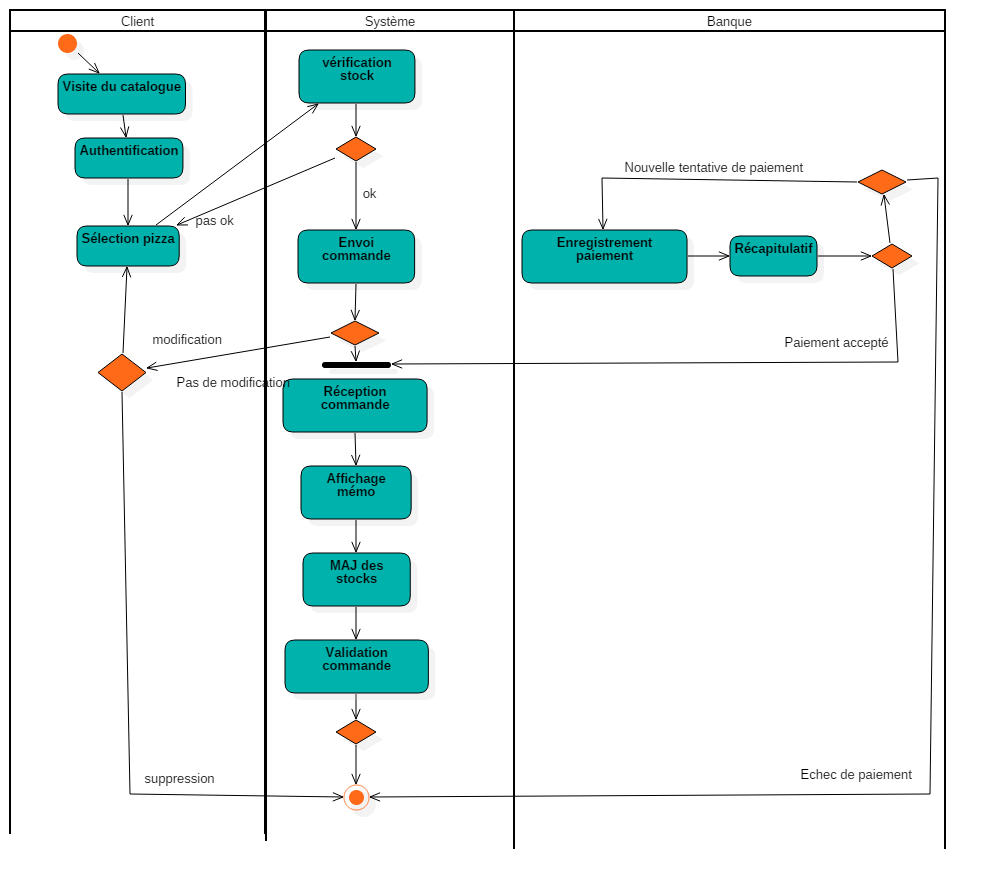 Client
Système
Banque
Visite du catalogue
Authentification
Sélection pizza
pas ok
modification
Pas de modification
suppression
vérification
stock
ok
Envoi
commande
Réception
commande
Affichage
mémo
MAJ des
stocks
Validation
commande
Nouvelle tentative de paiement
Enregistrement
paiement
Récapitulatif
Paiement accepté
Echec de paiement